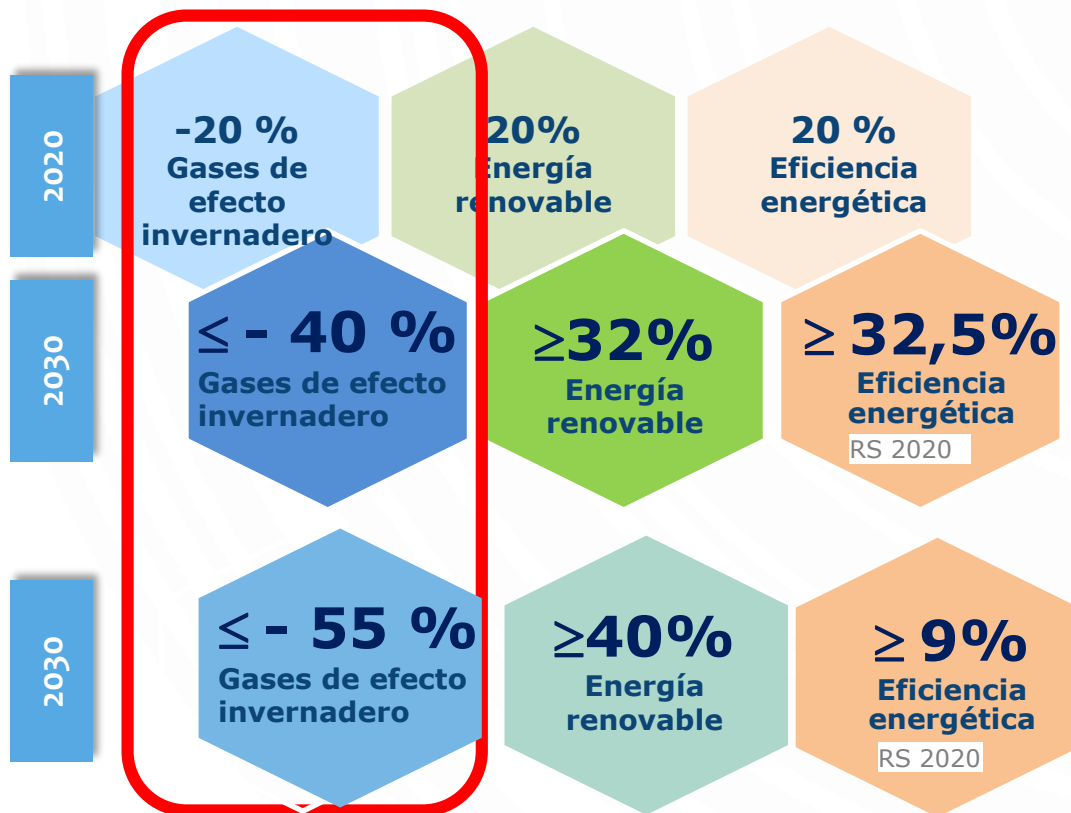 2020
-20 %
Gases de
efecto
invernadero
20%
Energía
renovable
20 %
Eficiencia
energética
2030
≤ - 40 %
Gases de efecto
invernadero
≥32%
Energía
renovable
≥ 32,5%
Eficiencia
energética
RS 2020
2030
≤ - 55 %
Gases de efecto
invernadero
≥40%
Energía
renovable
≥ 9%
Eficiencia
energética
RS 2020